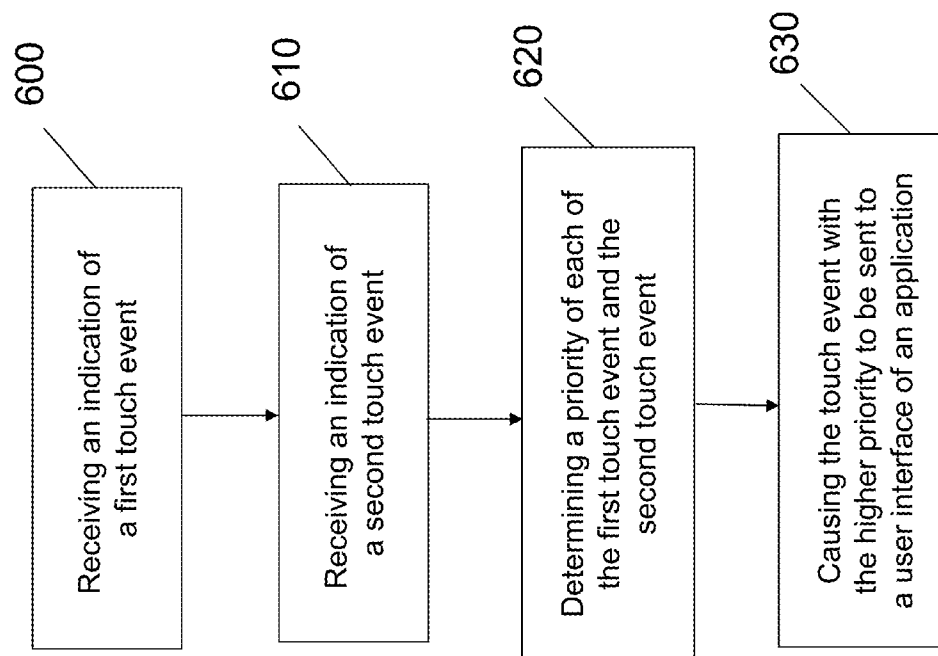 600
Receiving an indication of
a first touch event
610
Receiving an indication of
a second touch event
620
Determining a priority of each of
the first touch event and the
second touch event
630
Causing the touch event with
the higher priority to be sent to
a user interface of an application